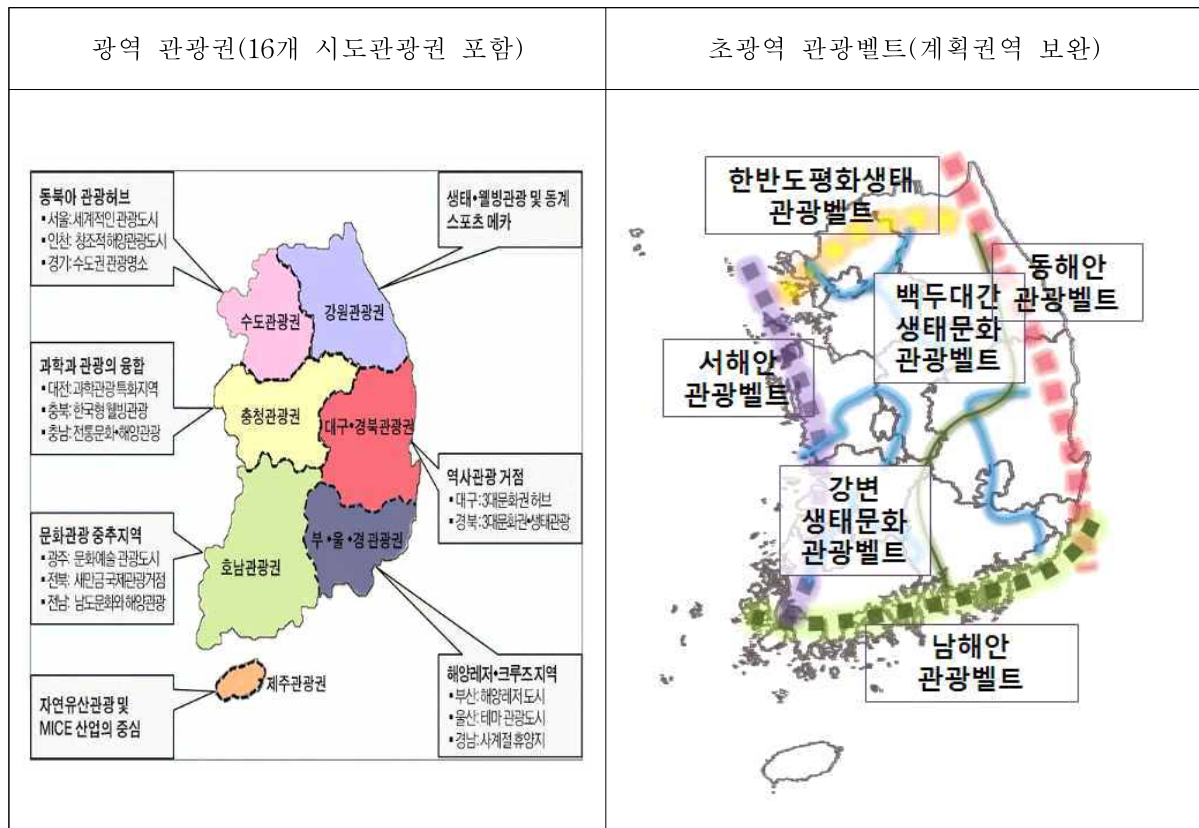 광역 관광권(16개 시도관광권 포함)
초광역 관광벨트(계획권역 보완)
동북아 관광허브
▪ 서울: 세계적인 관광도시
▪ 인천: 창조적 해양관광도시
▪ 경기: 수도권 관광명소
생태•웰빙관광 및 동계
스포츠 메카
수도관광권
강원관광권
과학과 관광의 융합
▪ 대전: 과학관광 특화지역
▪ 충북: 한국형 웰빙관광
▪ 충남: 전통문화•해양관광
충청관광권
대구•경북관광권
역사관광 거점
▪ 대구: 3대문화권 허브
▪ 경북: 3대문화권•생태관광
문화관광 중추지역
▪ 광주: 문화예술 관광도시
▪ 전북: 새만금 국제관광거점
▪ 전남: 남도문화와 해양관광
호남관광권
부•울•경 관광권
해양레저•크루즈지역
▪ 부산: 해양레저 도시
▪ 울산: 테마 관광도시
▪ 경남: 사계절 휴양지
제주관광권
자연유산관광 및
MICE 산업의 중심
한반도평화생태
관광벨트
동해안
관광벨트
백두대간
생태문화
관광벨트
서해안
관광벨트
강변
생태문화
관광벨트
남해안
관광벨트